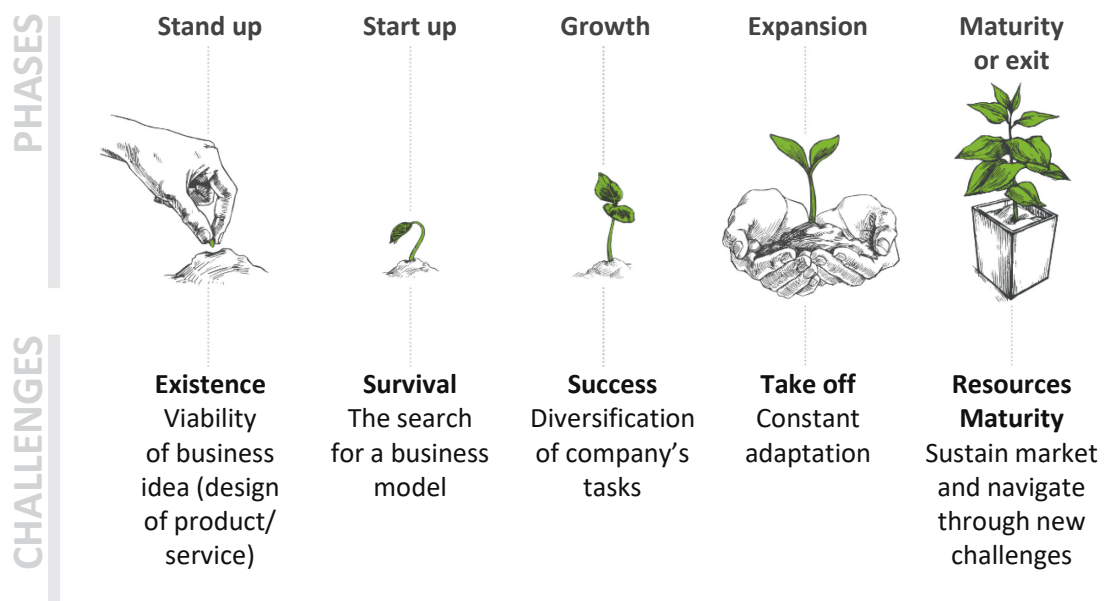 PHASES
Stand up
Start up
Growth
Expansion
Maturity
or exit
CHALLENGES
Existence
Viability
of business
idea (design
of product/
service)
Survival
The search
for a business
model
Success
Diversification
of company’s
tasks
Take off
Constant
adaptation
Resources
Maturity
Sustain market
and navigate
through new
challenges